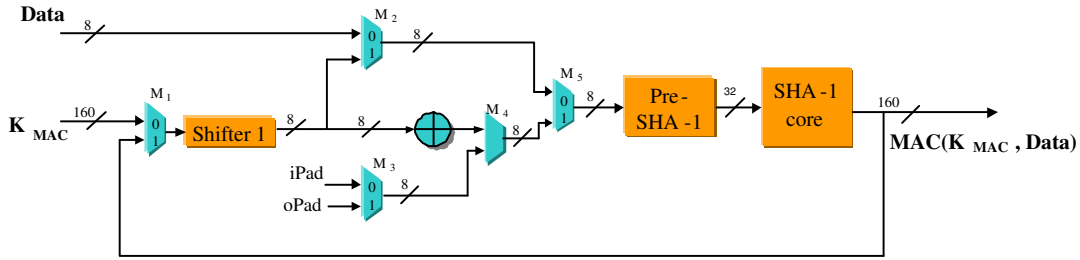 Data
8
M 2
0
1
8
K MAC
160
M 1
0
1
Shifter 1
8
8
M 4
8
M 5
0
1
8
Pre-
SHA -1
32
SHA -1
core
160
MAC(K MAC , Data)
iPad
oPad
M 3
0
1
8